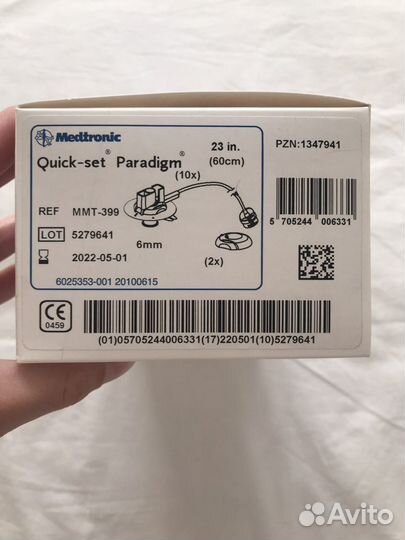 Medtronic
Quick-set® Paradigm®
23 in.
(60cm)
PZN:1347941
(10x)
REF MMT-399
LOT 5279641
2022-05-01
6mm
(2x)
5 705244 006331
6025353-001 20100615
CE
0459
(01)05705244006331(17)220501(10)5279641
Avito